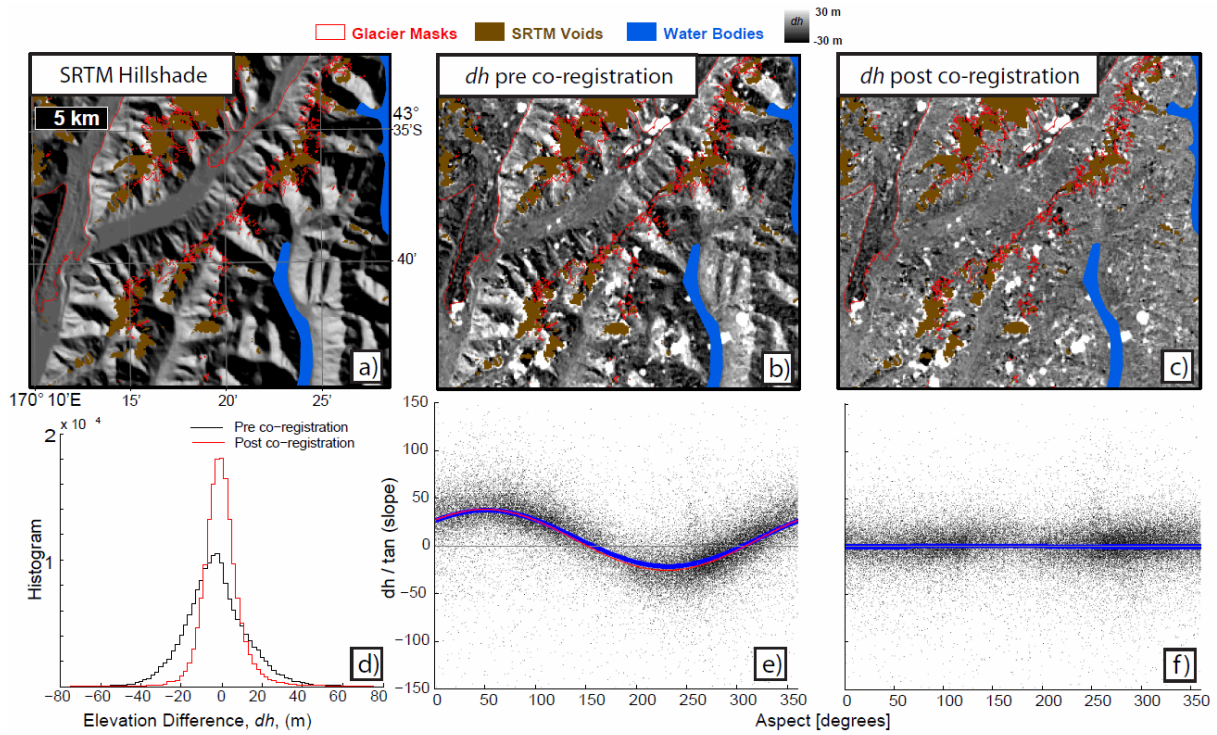 Glacier Masks SRTM Voids Water Bodies dh 30 m -30 m
SRTM Hillshade
dh pre co-registration
dh post co-registration
5 km
43°
35'S
40'
a)
b)
c)
170° 10'E 15' 20' 25'
x 10^4
2
1
0
Pre co-registration
Post co-registration
Histogram
d)
-80 -60 -40 -20 0 20 40 60 80
Elevation Difference, dh, (m)
150
100
50
0
-50
-100
-150
dh / tan (slope)
e)
0 50 100 150 200 250 300 350
f)
0 50 100 150 200 250 300 350
Aspect [degrees]